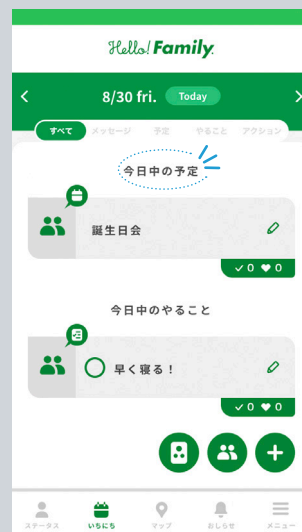 Hello! Family.
8/30 fri. Today
すべて メッセージ 予定 やること アクション
今日中の予定
誕生日会
0 0
今日中のやること
早く寝る！
0 0
ステータス いちにち マップ おしらせ メニュー